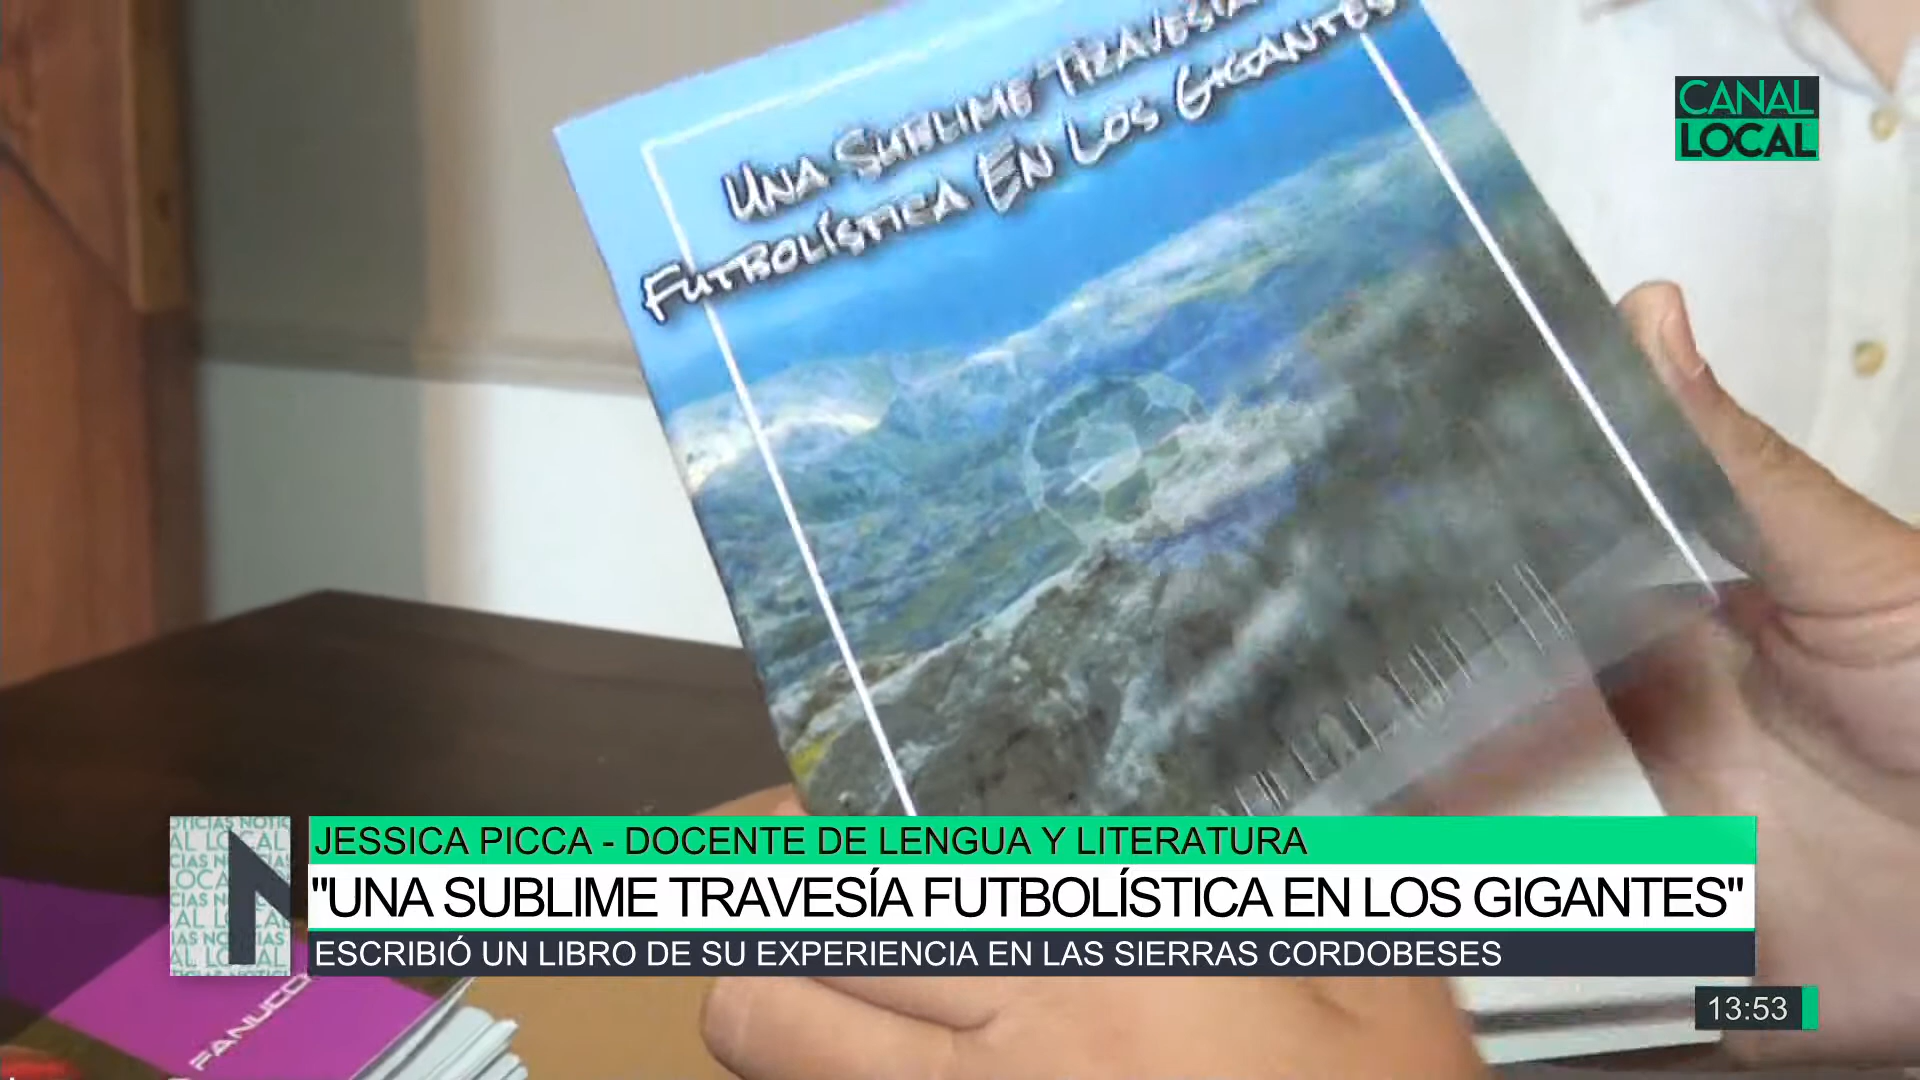 UNA SUBLIME TRAVESÍA
FUTBOLÍSTICA EN LOS GIGANTES
CANAL
LOCAL
JESSICA PICCA - DOCENTE DE LENGUA Y LITERATURA
"UNA SUBLIME TRAVESÍA FUTBOLÍSTICA EN LOS GIGANTES"
ESCRIBIÓ UN LIBRO DE SU EXPERIENCIA EN LAS SIERRAS CORDOBESES
FANUCC
13:53